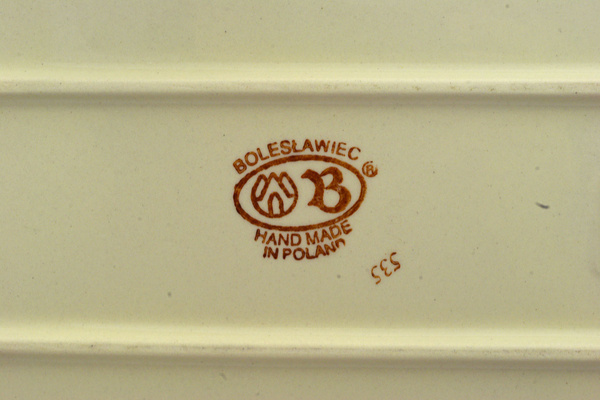 BOLESŁAWIEC
®
B
HAND MADE
IN POLAND
535